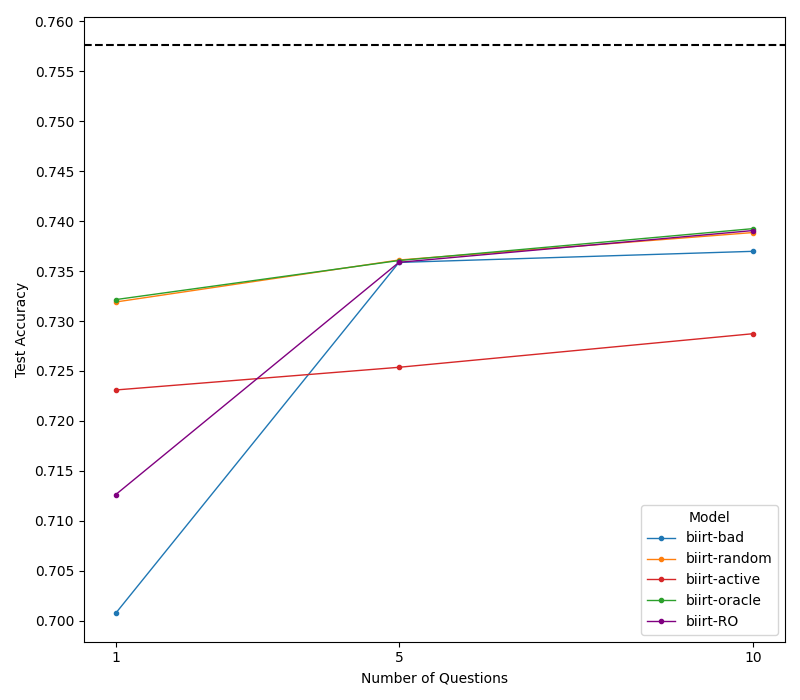 0.760
0.755
0.750
0.745
0.740
0.735
0.730
0.725
0.720
0.715
0.710
0.705
0.700
Test Accuracy
1
5
10
Number of Questions
Model
biirt-bad
biirt-random
biirt-active
biirt-oracle
biirt-RO